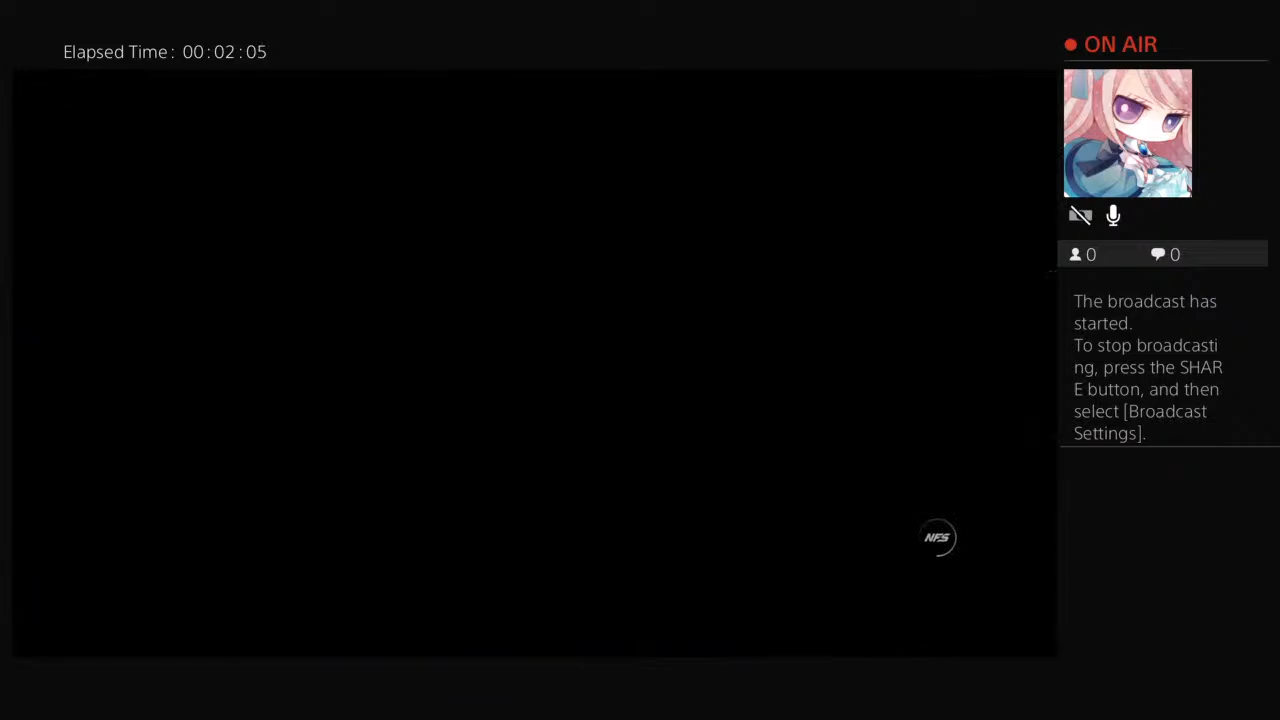 Elapsed Time: 00:02:05
ON AIR
0 0
The broadcast has
started.
To stop broadcasti
ng, press the SHAR
E button, and then
select [Broadcast
Settings].
NFS